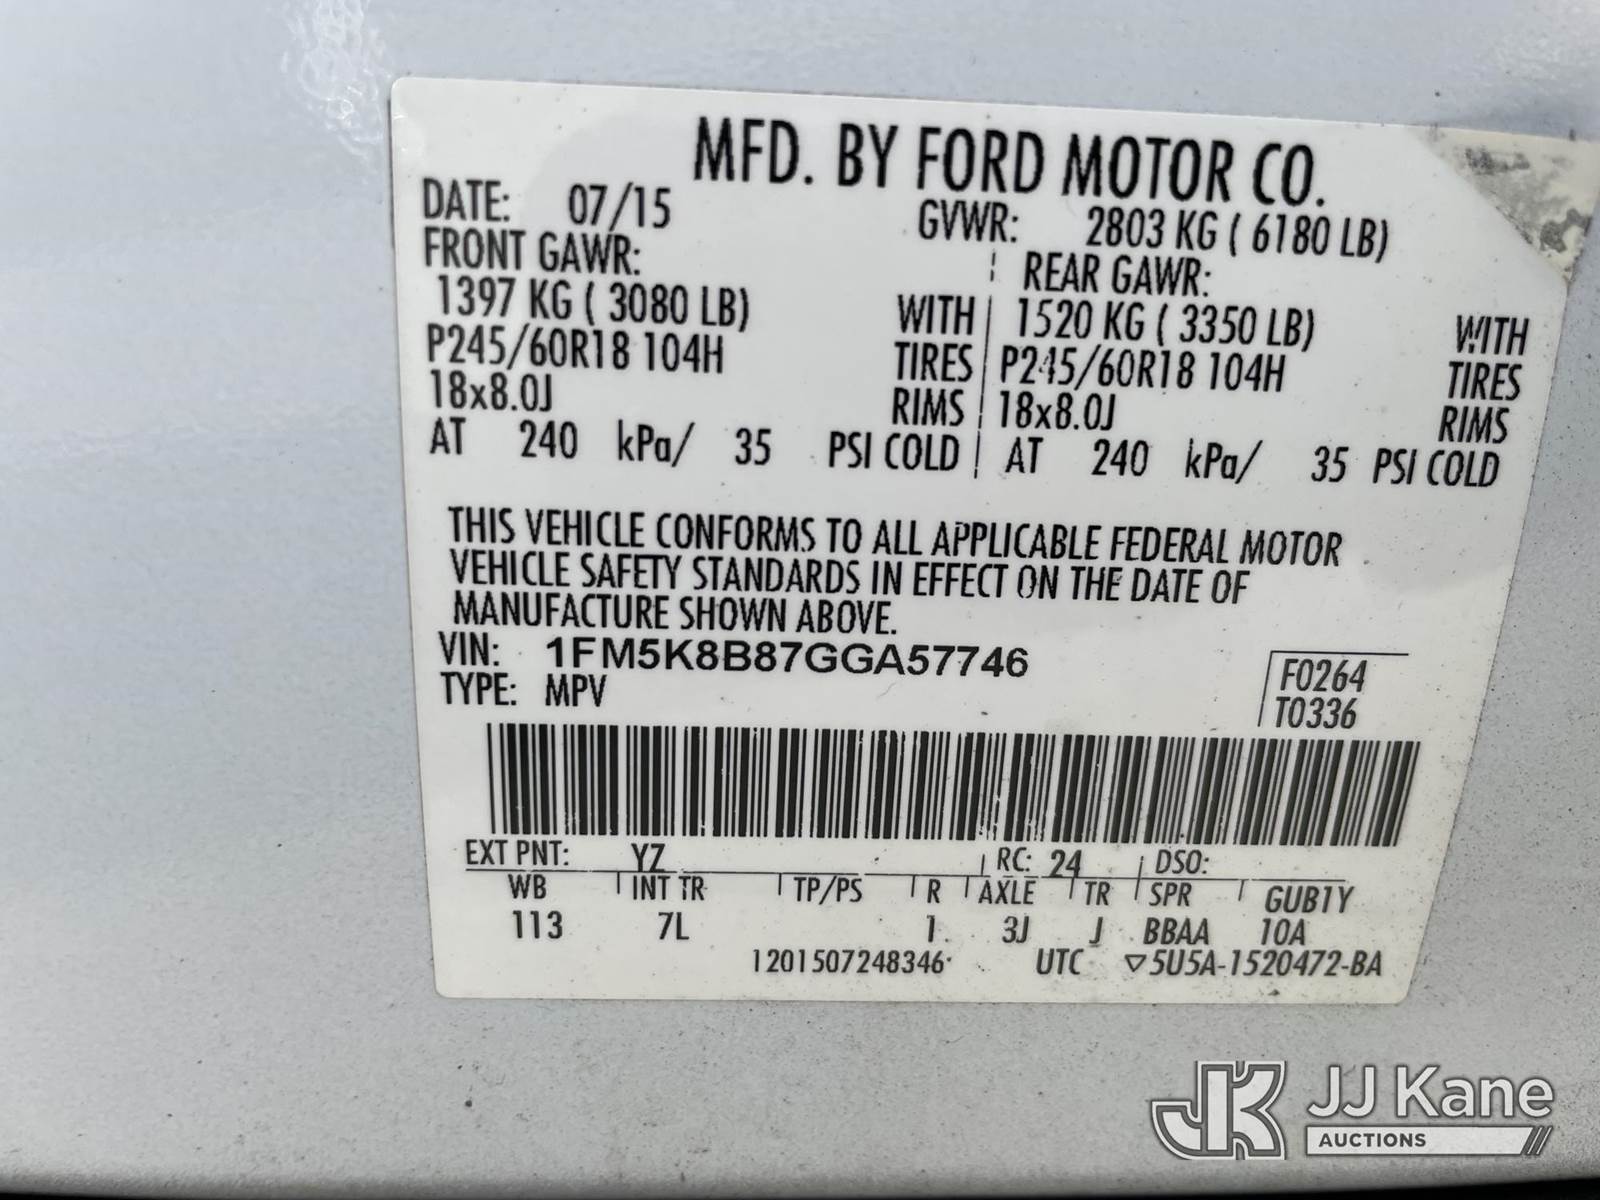 MFD. BY FORD MOTOR CO.
DATE: 07/15 GVWR: 2803 KG ( 6180 LB)
FRONT GAWR: REAR GAWR:
1397 KG ( 3080 LB) WITH 1520 KG ( 3350 LB) WITH
P245/60R18 104H TIRES P245/60R18 104H TIRES
18x8.0J RIMS 18x8.0J RIMS
AT 240 kPa/ 35 PSI COLD AT 240 kPa/ 35 PSI COLD
THIS VEHICLE CONFORMS TO ALL APPLICABLE FEDERAL MOTOR
VEHICLE SAFETY STANDARDS IN EFFECT ON THE DATE OF
MANUFACTURE SHOWN ABOVE.
VIN: 1FM5K8B87GGA57746 F0264
TYPE: MPV T0336
EXT PNT: YZ RC: 24 DSO:
WB INT TR TP/PS R AXLE TR SPR GUB1Y
113 7L 1 3J J BBAA 10A
1201507248346 UTC ▽5U5A-1520472-BA
JK JJ Kane
AUCTIONS